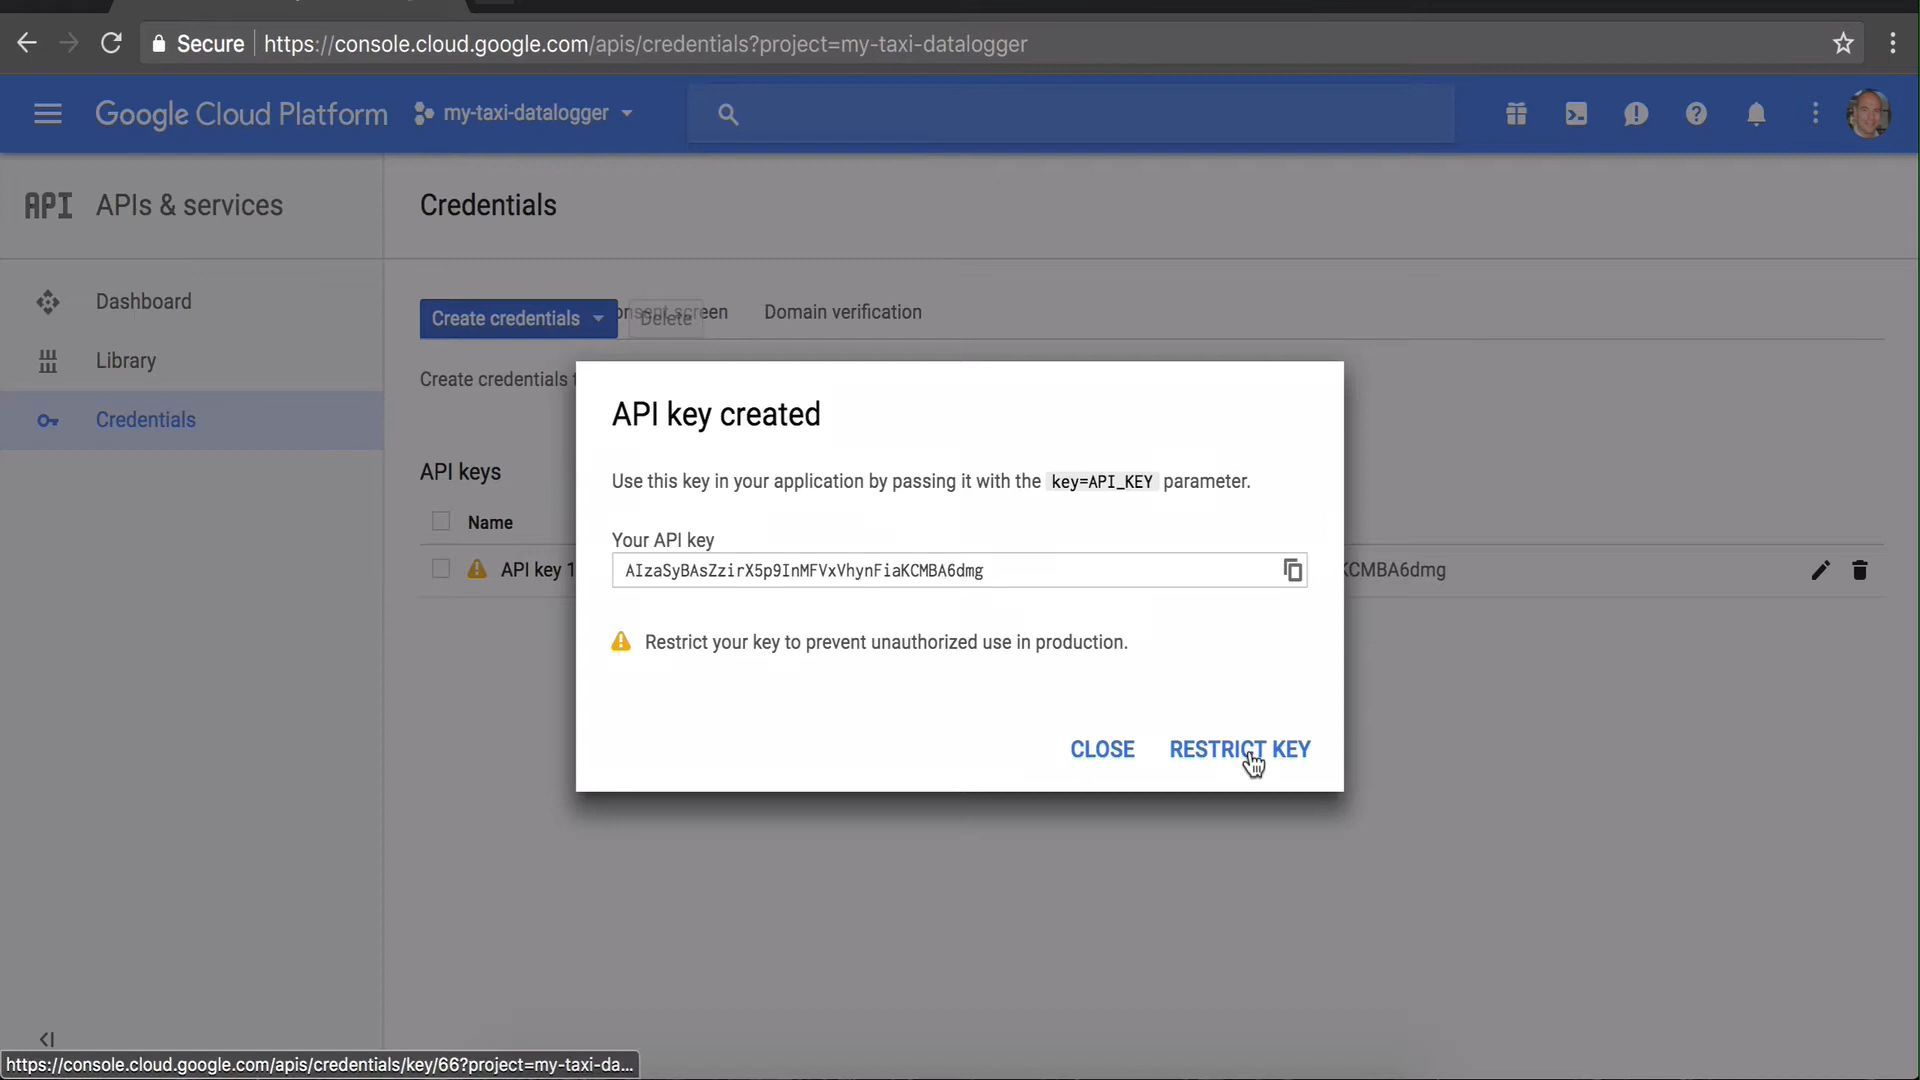 Secure
https://console.cloud.google.com/apis/credentials?project=my-taxi-datalogger
Google Cloud Platform
my-taxi-datalogger
API APIs & services
Credentials
Dashboard
Library
Credentials
Create credentials
Delete
Domain verification
Create credentials
API keys
Name
API key 1
KCMBA6dmg
API key created
Use this key in your application by passing it with the key=API_KEY parameter.
Your API key
AIzaSyBAsZzirX5p9InMFVxVhynFiaKCMBA6dmg
Restrict your key to prevent unauthorized use in production.
CLOSE
RESTRICT KEY
https://console.cloud.google.com/apis/credentials/key/66?project=my-taxi-da...